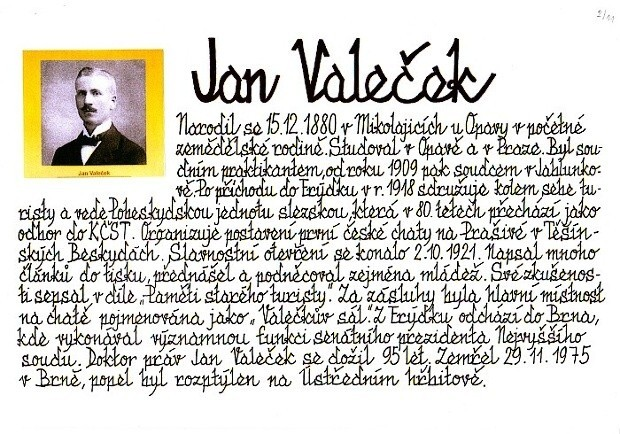 2/11
Jan Valeček
Jan Valeček
Narodil se 15.12.1880 v Mikolajicích u Opavy v početné
zemědělské rodině. Studoval v Opavě a v Praze. Byl sou-
dním praktikantem, od roku 1909 pak soudcem v Jablunko-
vě. Po příchodu do Frýdku v r. 1918 sdružuje kolem sebe tu-
risty a vede Pobeskydskou jednotu slezskou, která v 80. letech přechází jako
odbor do KČST. Organizuje postavení první české chaty na Prašivé v Těšín-
ských Beskydách. Slavnostní otevření se konalo 2.10.1921. Napsal mnoho
článků do tisku, přednášel a podněcoval zejména mládež. Své zkušenos-
ti sepsal v díle „Paměti starého turisty". Za zásluhy byla hlavní místnost
na chatě pojmenována jako „Valečkův sál". Z Frýdku odchází do Brna,
kde vykonával významnou funkci senátního prezidenta Nejvyššího
soudu. Doktor práv Jan Valeček se dožil 95 let. Zemřel 29.11.1975
v Brně, popel byl rozptýlen na Ústředním hřbitově.